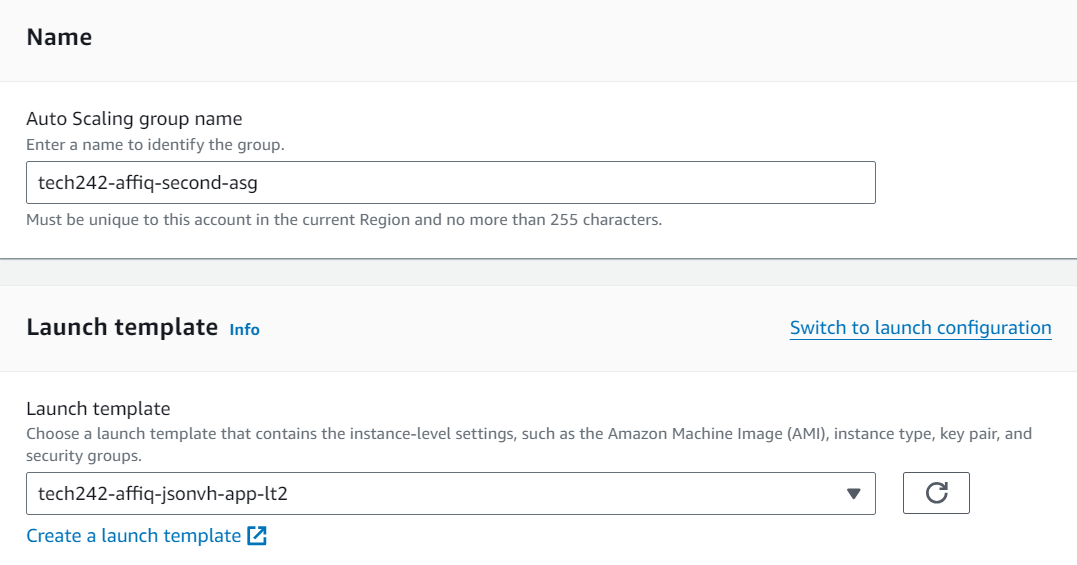 Name
Auto Scaling group name
Enter a name to identify the group.
tech242-affiq-second-asg
Must be unique to this account in the current Region and no more than 255 characters.
Launch template Info
Switch to launch configuration
Launch template
Choose a launch template that contains the instance-level settings, such as the Amazon Machine Image (AMI), instance type, key pair, and
security groups.
tech242-affiq-jsonvh-app-lt2
Create a launch template